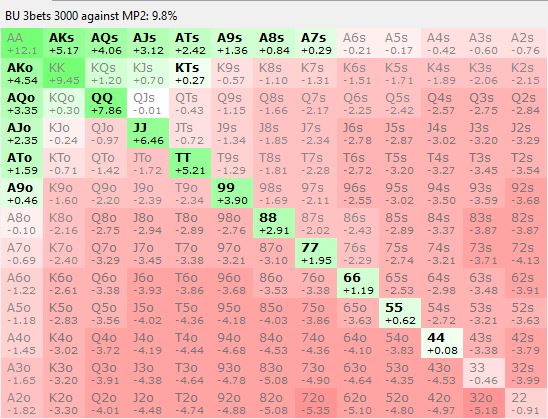 BU 3bets 3000 against MP2: 9.8%
AA AKs AQs AJs ATs A9s A8s A7s A6s A5s A4s A3s A2s
+12.1 +5.17 +4.06 +3.12 +2.42 +1.36 +0.84 +0.29 -0.21 -0.17 -0.42 -0.60 -0.76
AKo KK KQs KJs KTs K9s K8s K7s K6s K5s K4s K3s K2s
+4.54 +9.45 +1.20 +0.70 +0.27 -0.57 -1.10 -1.31 -1.51 -1.71 -1.89 -2.06 -2.15
AQo KQo QQ QJs QTs Q9s Q8s Q7s Q6s Q5s Q4s Q3s Q2s
+3.35 +0.30 +7.86 -0.01 -0.43 -1.15 -1.66 -2.17 -2.25 -2.42 -2.57 -2.75 -2.84
AJo KJo QJo JJ JTs J9s J8s J7s J6s J5s J4s J3s J2s
+2.35 -0.24 -0.97 +6.46 -0.72 -1.34 -1.85 -2.34 -2.78 -2.87 -3.02 -3.20 -3.29
ATo KTo QTo JTo TT T9s T8s T7s T6s T5s T4s T3s T2s
+1.59 -0.71 -1.42 -1.72 +5.21 -1.29 -1.81 -2.28 -2.72 -3.20 -3.27 -3.45 -3.54
A9o K9o Q9o J9o T9o 99 98s 97s 96s 95s 94s 93s 92s
+0.46 -1.60 -2.20 -2.39 -2.34 +3.90 -1.98 -2.11 -2.55 -3.02 -3.50 -3.59 -3.68
A8o K8o Q8o J8o T8o 98o 88 87s 86s 85s 84s 83s 82s
-0.10 -2.16 -2.75 -2.94 -2.89 -2.76 +2.91 -2.02 -2.43 -2.89 -3.37 -3.87 -3.87
A7o K7o Q7o J7o T7o 97o 87o 77 76s 75s 74s 73s 72s
-0.69 -2.40 -3.29 -3.45 -3.38 -3.21 -3.10 +1.95 -2.29 -2.74 -3.21 -3.71 -4.13
A6o K6o Q6o J6o T6o 96o 86o 76o 66 65s 64s 63s 62s
-1.22 -2.61 -3.38 -3.93 -3.86 -3.68 -3.53 -3.38 +1.19 -2.53 -2.98 -3.48 -3.91
A5o K5o Q5o J5o T5o 95o 85o 75o 65o 55 54s 53s 52s
-1.18 -2.83 -3.56 -4.02 -4.36 -4.18 -4.03 -3.86 -3.63 +0.62 -2.72 -3.21 -3.63
A4o K4o Q4o J4o T4o 94o 84o 74o 64o 54o 44 43s 42s
-1.45 -3.02 -3.72 -4.19 -4.44 -4.68 -4.53 -4.36 -4.10 -3.83 +0.08 -3.38 -3.79
A3o K3o Q3o J3o T3o 93o 83o 73o 63o 53o 43o 33 32s
-1.65 -3.20 -3.91 -4.38 -4.64 -4.78 -5.08 -4.90 -4.64 -4.35 -4.53 -0.46 -3.99
A2o K2o Q2o J2o T2o 92o 82o 72o 62o 52o 42o 32o 22
-1.82 -3.30 -4.01 -4.48 -4.74 -4.88 -5.08 -5.35 -5.10 -4.80 -4.97 -5.18 -0.91